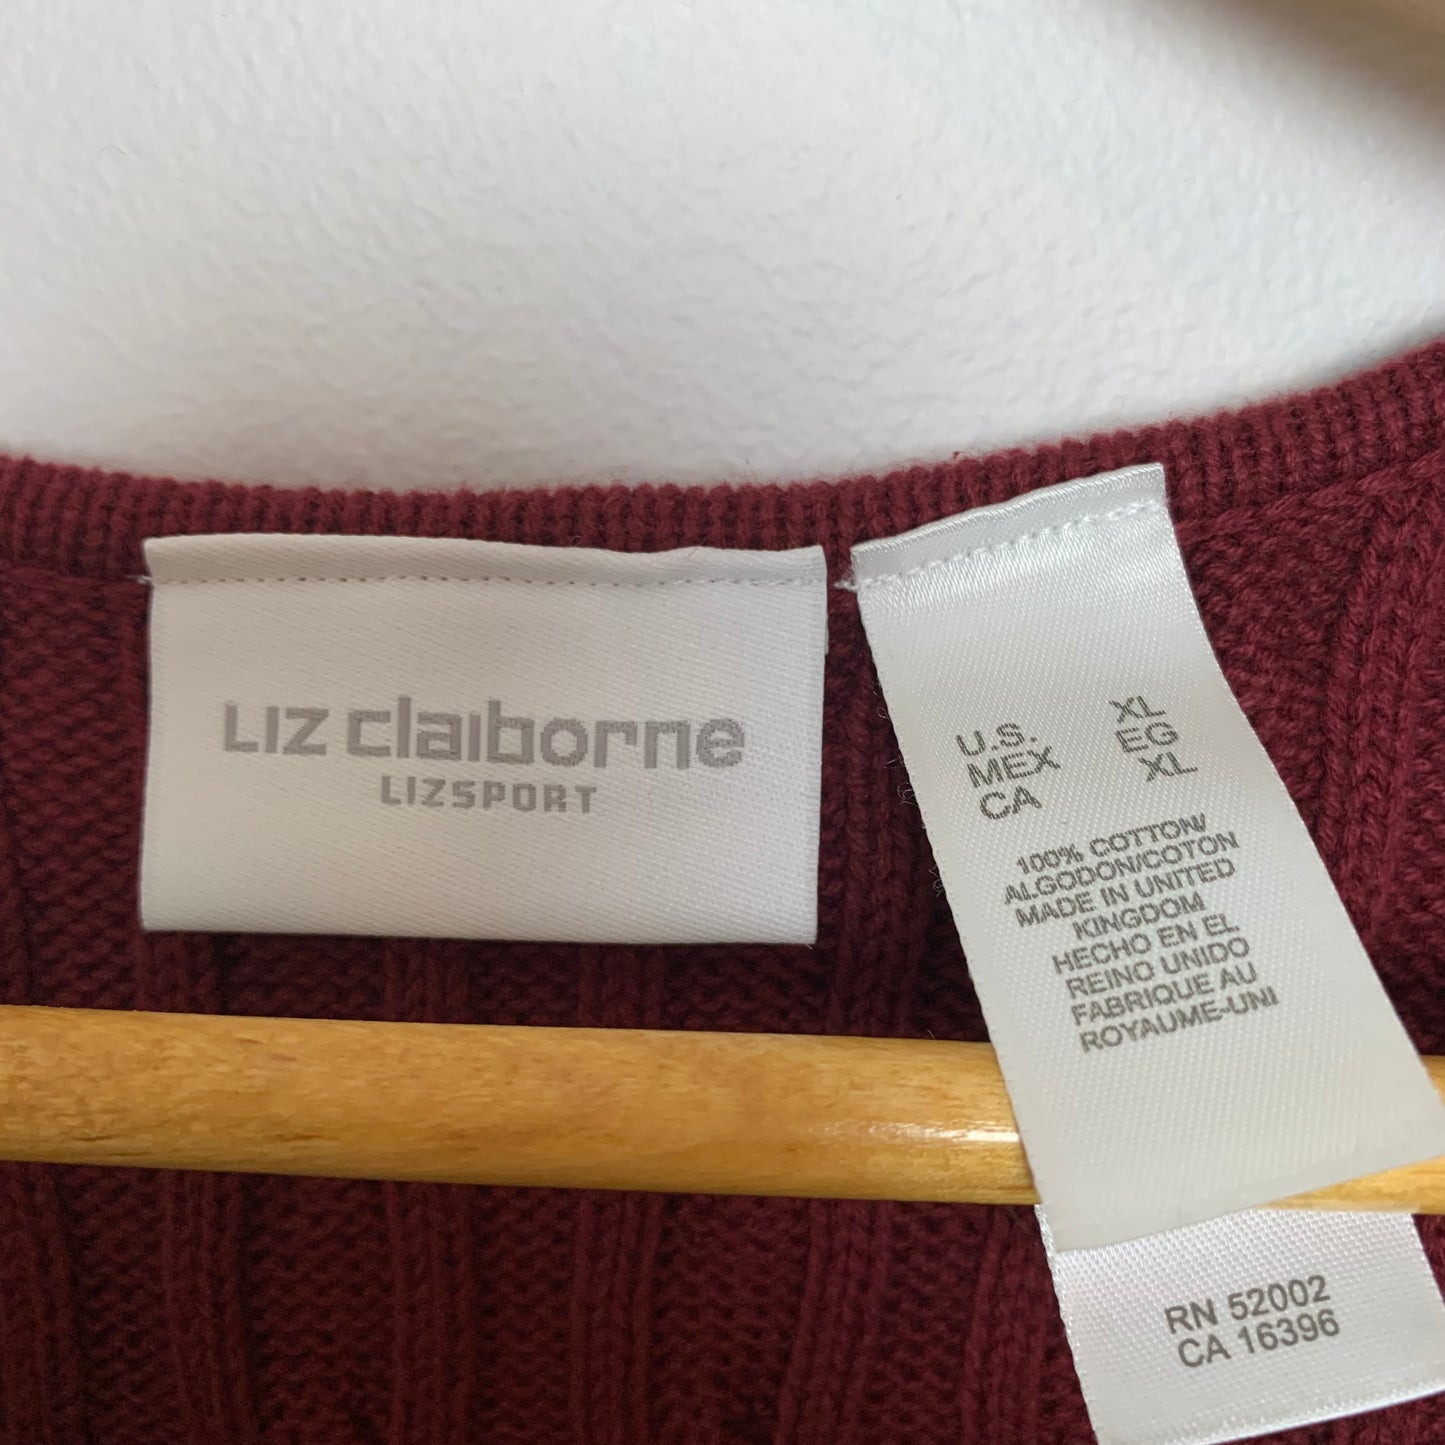 Liz claiborne
LIZSPORT
U.S. XL
MEX EG
CA XL
100% COTTON/
ALGODON/COTON
MADE IN UNITED
KINGDOM
HECHO EN EL
REINO UNIDO
FABRIQUE AU
ROYAUME-UNI
RN 52002
CA 16396